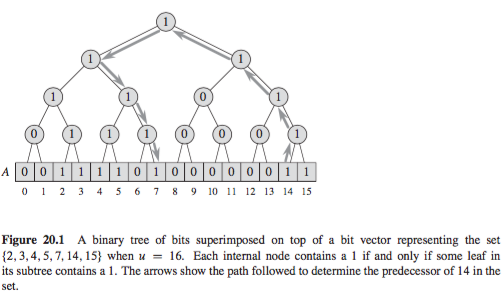 1
1 1
1 1 0 1
0 1 1 1 0 0 0 1
A 0 0 1 1 1 1 0 1 0 0 0 0 0 0 1 1
0 1 2 3 4 5 6 7 8 9 10 11 12 13 14 15
Figure 20.1 A binary tree of bits superimposed on top of a bit vector representing the set
{2, 3, 4, 5, 7, 14, 15} when u = 16. Each internal node contains a 1 if and only if some leaf in
its subtree contains a 1. The arrows show the path followed to determine the predecessor of 14 in the
set.